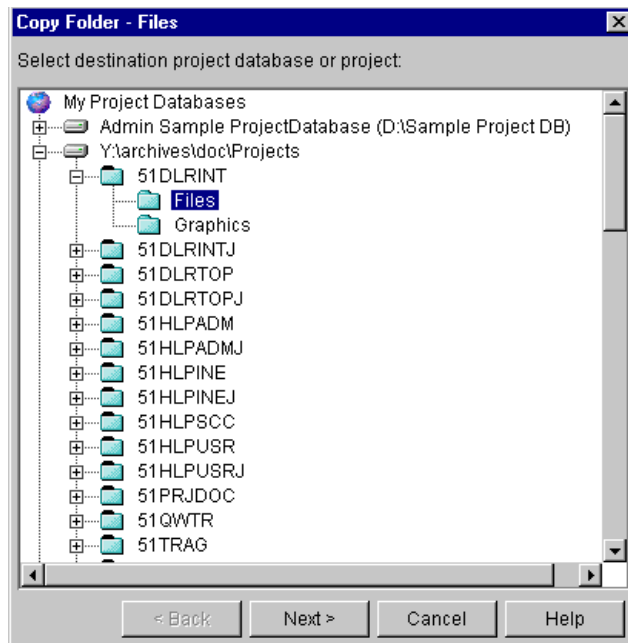 Copy Folder - Files
Select destination project database or project:
My Project Databases
Admin Sample ProjectDatabase (D:\Sample Project DB)
Y:\archives\doc\Projects
51DLRINT
Files
Graphics
51DLRINTJ
51DLRTOP
51DLRTOPJ
51HLPADM
51HLPADMJ
51HLPINE
51HLPINEJ
51HLPSCC
51HLPUSR
51HLPUSRJ
51PRJDOC
51QWTR
51TRAG
< Back Next > Cancel Help